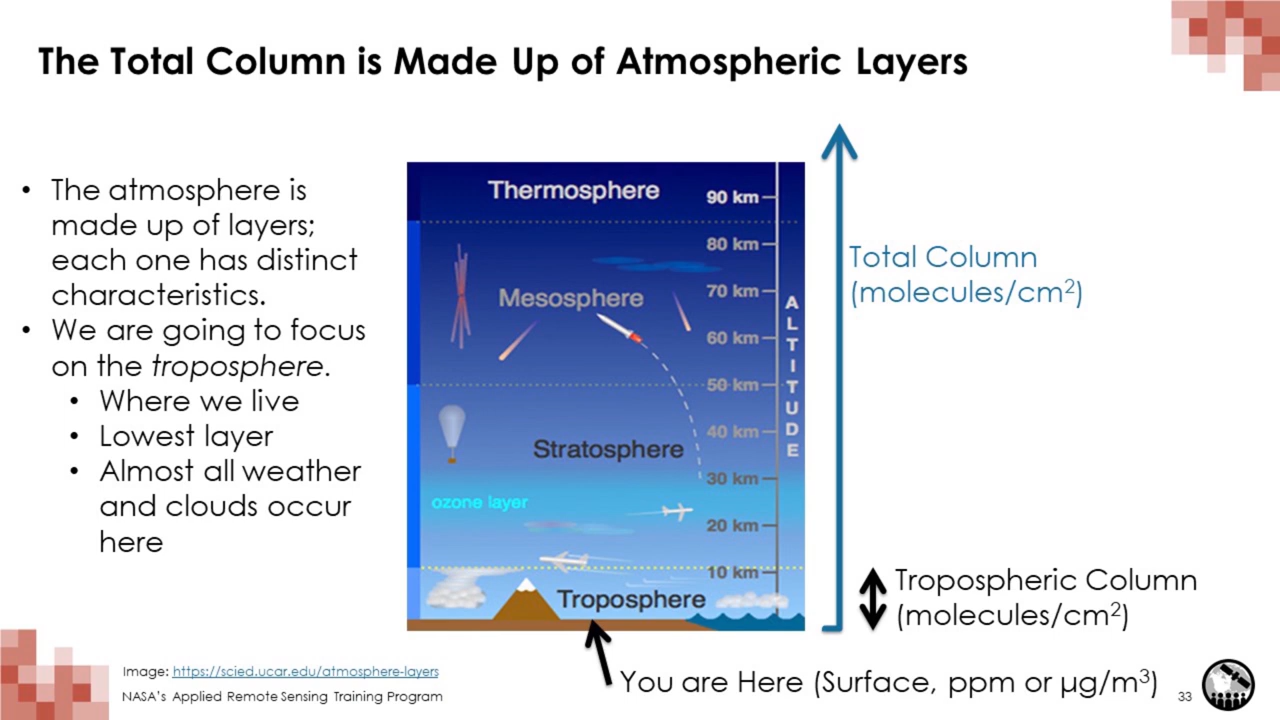 The Total Column is Made Up of Atmospheric Layers
• The atmosphere is
made up of layers;
each one has distinct
characteristics.
• We are going to focus
on the troposphere.
• Where we live
• Lowest layer
• Almost all weather
and clouds occur
here
Thermosphere
90 km
80 km
Mesosphere
70 km
60 km
50 km
40 km
Stratosphere
30 km
ozone layer
20 km
10 km
Troposphere
ALTITUDE
Total Column
(molecules/cm²)
Tropospheric Column
(molecules/cm²)
You are Here (Surface, ppm or µg/m³)
Image: https://scied.ucar.edu/atmosphere-layers
NASA's Applied Remote Sensing Training Program
33